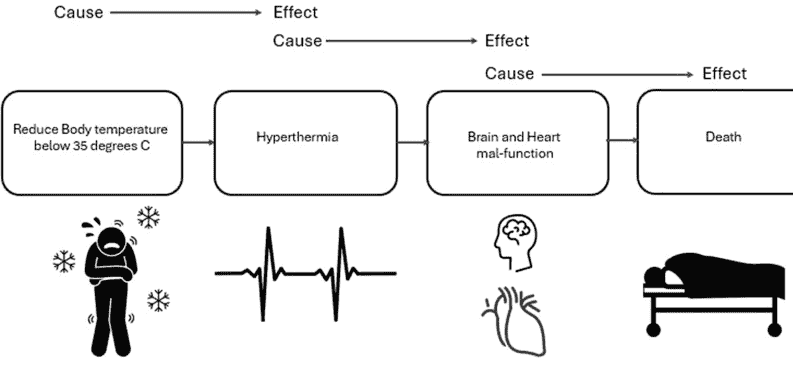 Cause Effect
Cause Effect
Cause Effect
Reduce Body temperature
below 35 degrees C
Hyperthermia
Brain and Heart
mal-function
Death